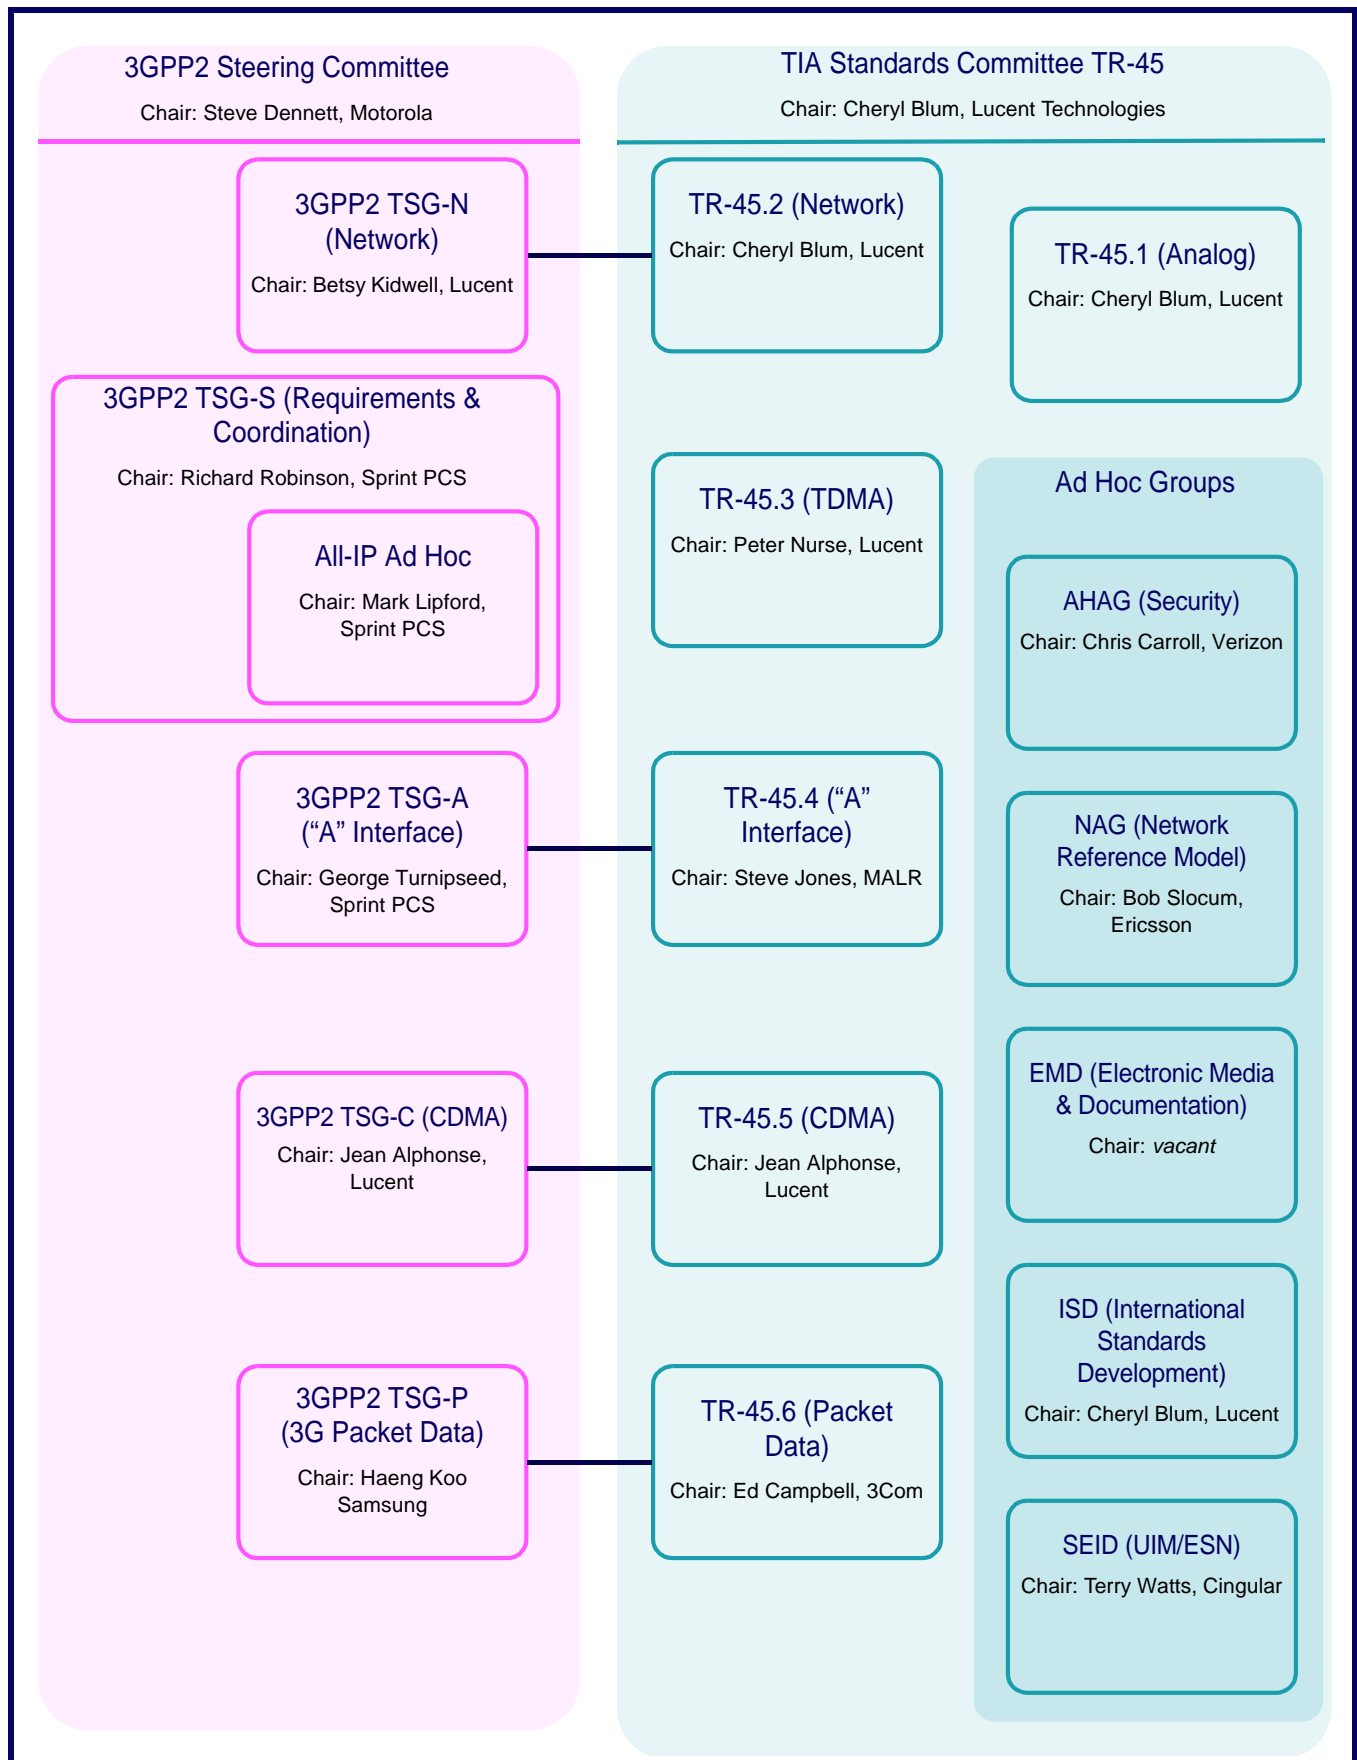 3GPP2 Steering Committee
Chair: Steve Dennett, Motorola
3GPP2 TSG-N
(Network)
Chair: Betsy Kidwell, Lucent
3GPP2 TSG-S (Requirements &
Coordination)
Chair: Richard Robinson, Sprint PCS
All-IP Ad Hoc
Chair: Mark Lipford,
Sprint PCS
3GPP2 TSG-A
(“A” Interface)
Chair: George Turnipseed,
Sprint PCS
3GPP2 TSG-C (CDMA)
Chair: Jean Alphonse,
Lucent
3GPP2 TSG-P
(3G Packet Data)
Chair: Haeng Koo
Samsung
TIA Standards Committee TR-45
Chair: Cheryl Blum, Lucent Technologies
TR-45.2 (Network)
Chair: Cheryl Blum, Lucent
TR-45.3 (TDMA)
Chair: Peter Nurse, Lucent
TR-45.4 (“A”
Interface)
Chair: Steve Jones, MALR
TR-45.5 (CDMA)
Chair: Jean Alphonse,
Lucent
TR-45.6 (Packet
Data)
Chair: Ed Campbell, 3Com
TR-45.1 (Analog)
Chair: Cheryl Blum, Lucent
Ad Hoc Groups
AHAG (Security)
Chair: Chris Carroll, Verizon
NAG (Network
Reference Model)
Chair: Bob Slocum,
Ericsson
EMD (Electronic Media
& Documentation)
Chair: vacant
ISD (International
Standards
Development)
Chair: Cheryl Blum, Lucent
SEID (UIM/ESN)
Chair: Terry Watts, Cingular